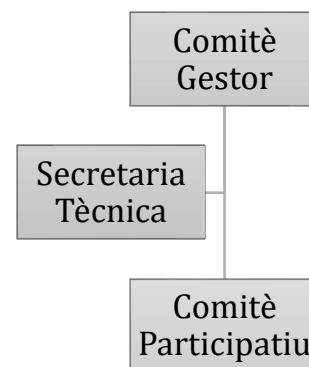 Comitè
Gestor
Secretaria
Tècnica
Comitè
Participatiu